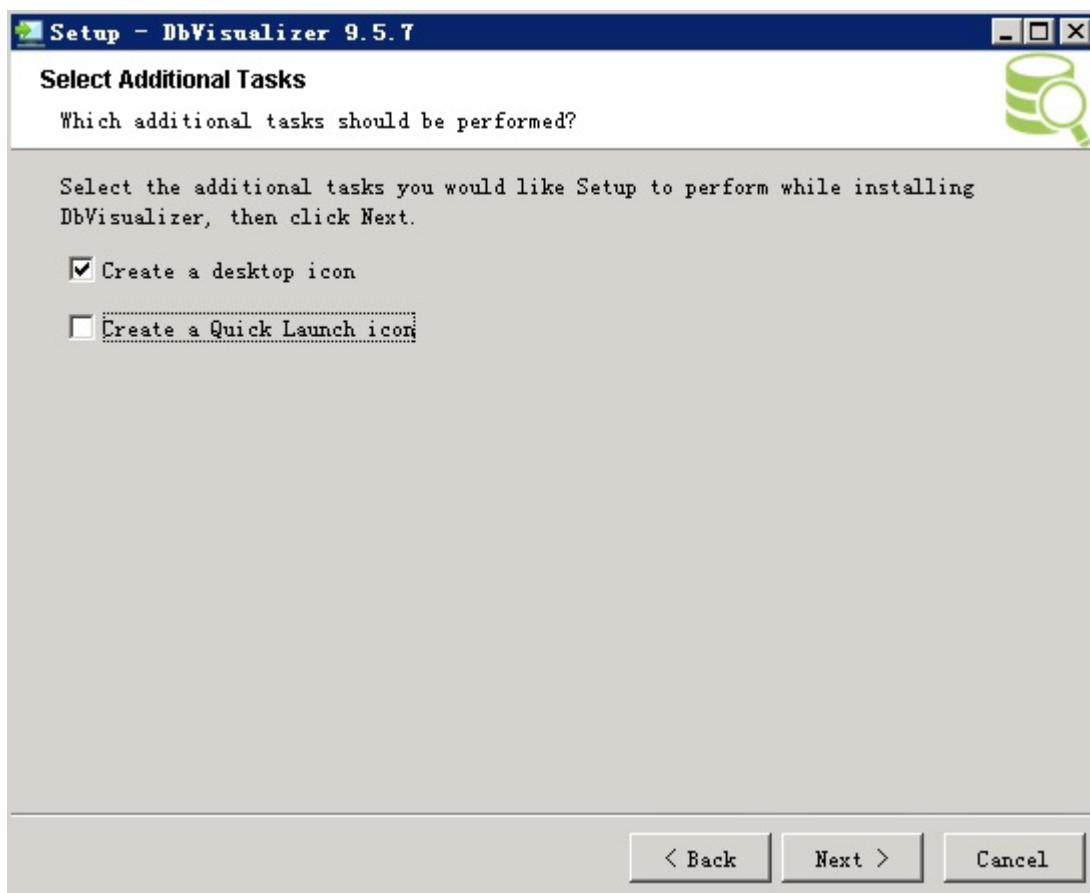 Setup - DbVisualizer 9.5.7
Select Additional Tasks
Which additional tasks should be performed?
Select the additional tasks you would like Setup to perform while installing
DbVisualizer, then click Next.
Create a desktop icon
Create a Quick Launch icon
< Back
Next >
Cancel